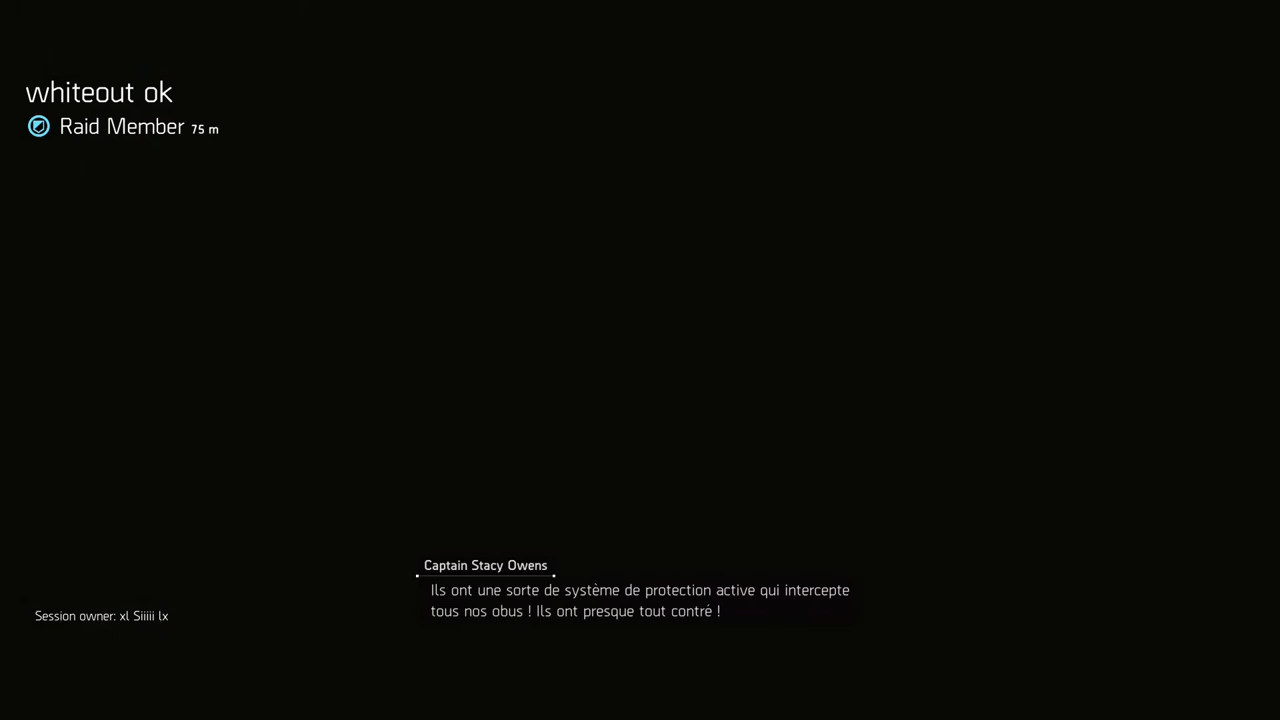 whiteout ok
Raid Member 75 m
Captain Stacy Owens
Ils ont une sorte de système de protection active qui intercepte
tous nos obus ! Ils ont presque tout contré !
Session owner: xl Siiiii lx